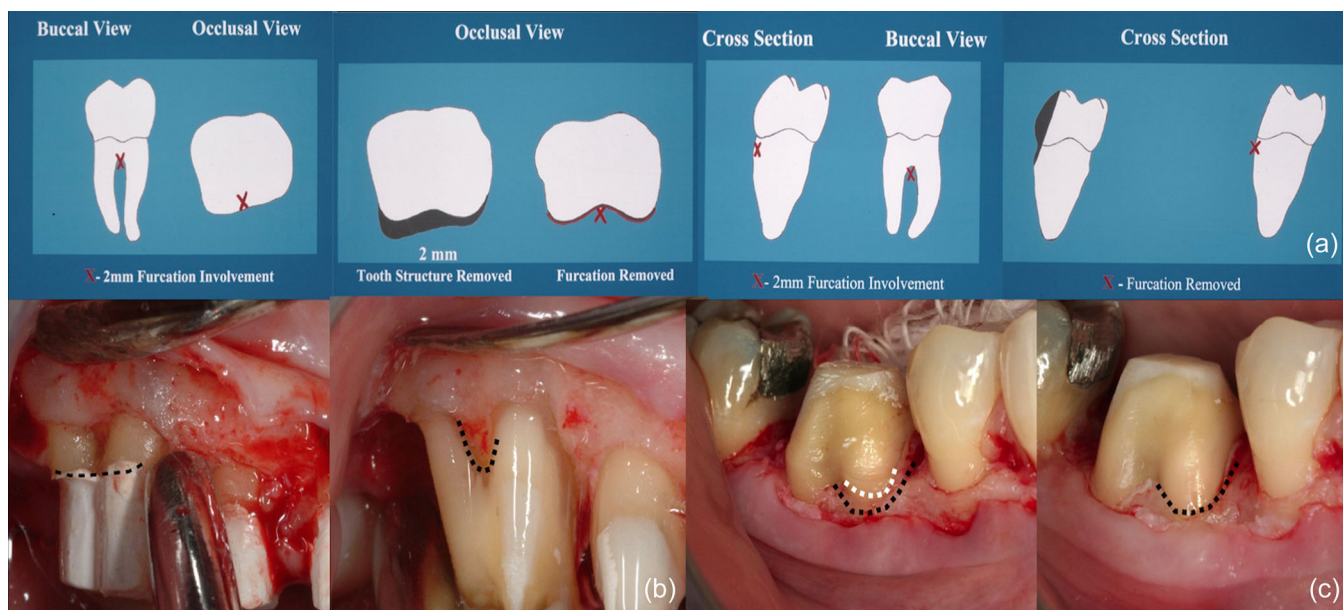 Buccal View
Occlusal View
X- 2mm Furcation Involvement
Occlusal View
2 mm
Tooth Structure Removed
Furcation Removed
Cross Section
Buccal View
X- 2mm Furcation Involvement
Cross Section
X - Furcation Removed
(a)
(b)
(c)